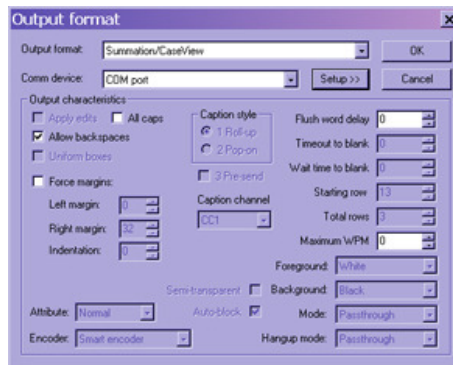 Output format
Output format: Summation/CaseView OK
Comm device: COM port Setup >> Cancel
Output characteristics
Apply edits All caps
Allow backspaces
Uniform boxes
Force margins:
Left margin: 0
Right margin: 32
Indentation: 0
Caption style
1 Roll-up
2 Pop-on
3 Pre-send
Caption channel
CC1
Flush word delay 0
Timeout to blank 0
Wait time to blank 0
Starting row 13
Total rows 3
Maximum WPM 0
Foreground: White
Semi-transparent Background: Black
Attribute: Normal Auto-block Mode: Passthrough
Encoder: Smart encoder Hangup mode: Passthrough